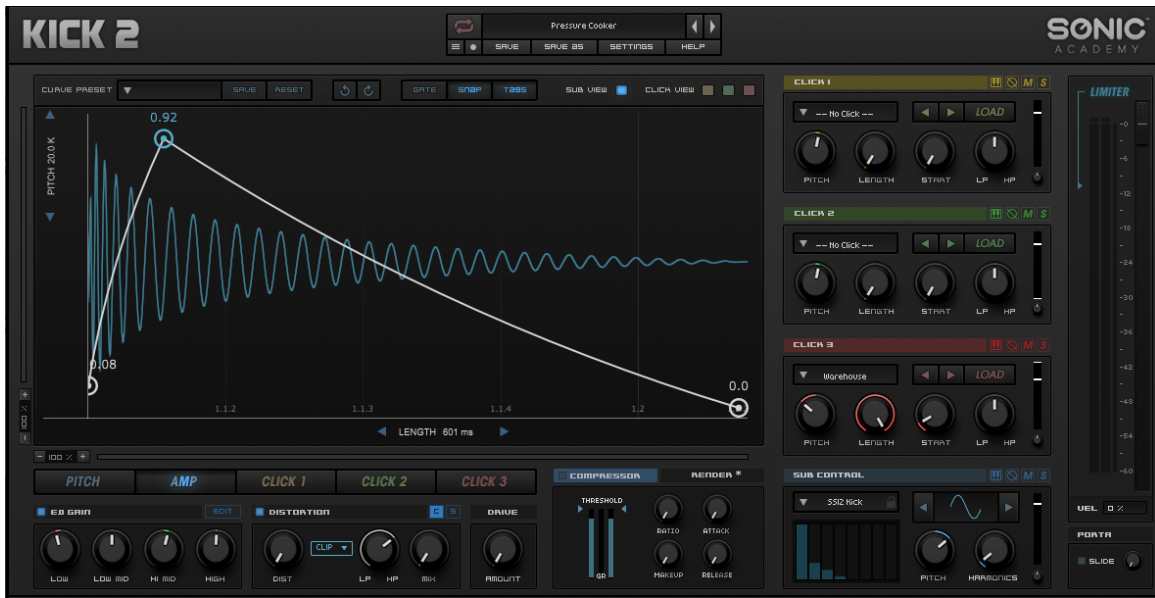 KICK 2
Pressure Cooker
SAVE SAVE AS SETTINGS HELP
SONIC
ACADEMY
CURVE PRESET SAVE RESET GATE SNAP TAGS SUB VIEW CLICK VIEW
PITCH 20.0 K
0.92
0.08
0.0
1.1.2 1.1.3 1.1.4 1.2
LENGTH 601 ms
100 %
100 %
PITCH AMP CLICK 1 CLICK 2 CLICK 3
EQ GAIN EDIT
LOW LOW MID HI MID HIGH
DISTORTION C S
CLIP
DIST LP HP MIX
DRIVE
AMOUNT
COMPRESSOR RENDER *
THRESHOLD
GR
RATIO ATTACK
MAKEUP RELEASE
CLICK 1 M S
-- No Click -- LOAD
PITCH LENGTH START LP HP
CLICK 2 M S
-- No Click -- LOAD
PITCH LENGTH START LP HP
CLICK 3 M S
Warehouse LOAD
PITCH LENGTH START LP HP
SUB CONTROL M S
SS12 Kick
PITCH HARMONICS
LIMITER
-0
-6
-12
-18
-24
-30
-36
-42
-48
-54
-60
VEL 0 %
PORTA
SLIDE